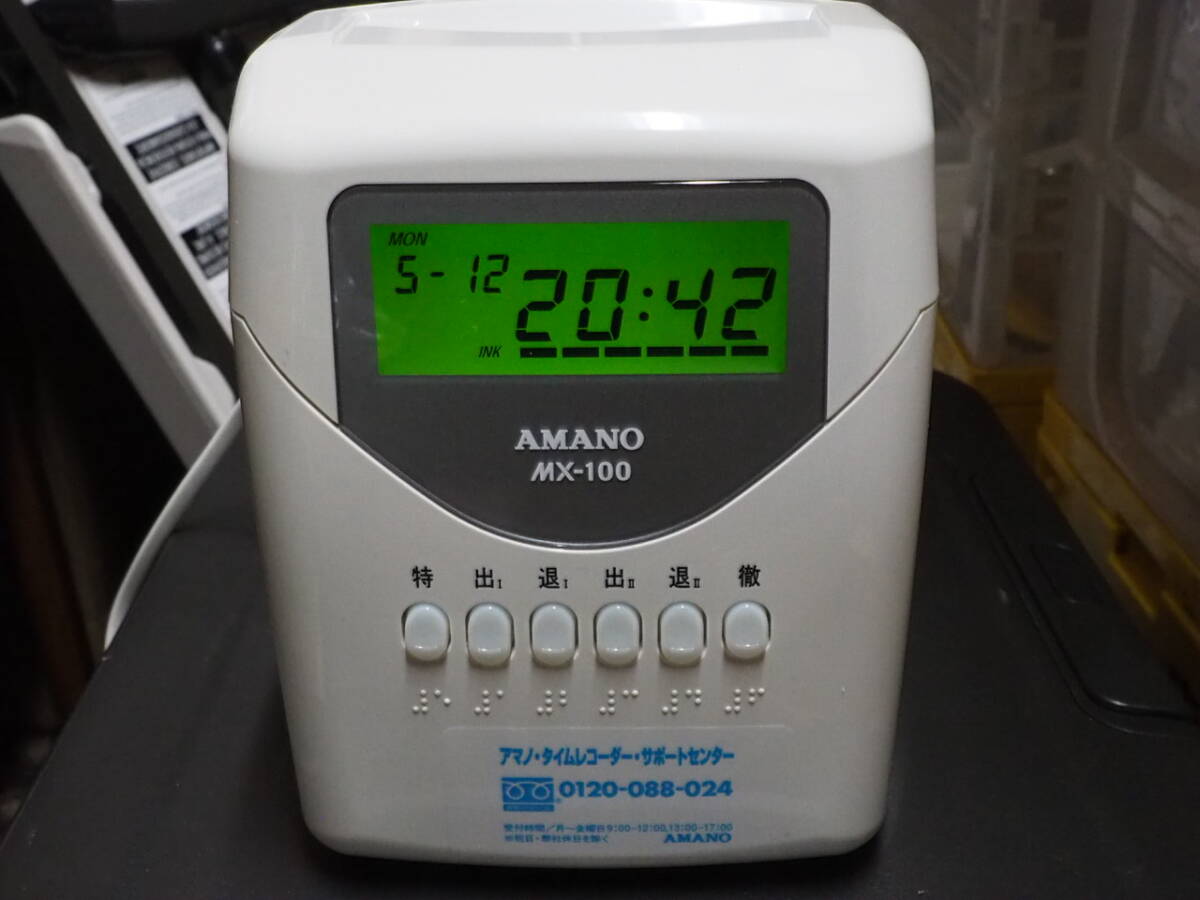 MON
5-12 20:42
INK
AMANO
MX-100
特 出I 退I 出II 退II 徹
アマノ・タイムレコーダー・サポートセンター
0120-088-024
受付時間/月〜金曜日9:00-12:00,13:00-17:00
※祝日・弊社休日を除く AMANO